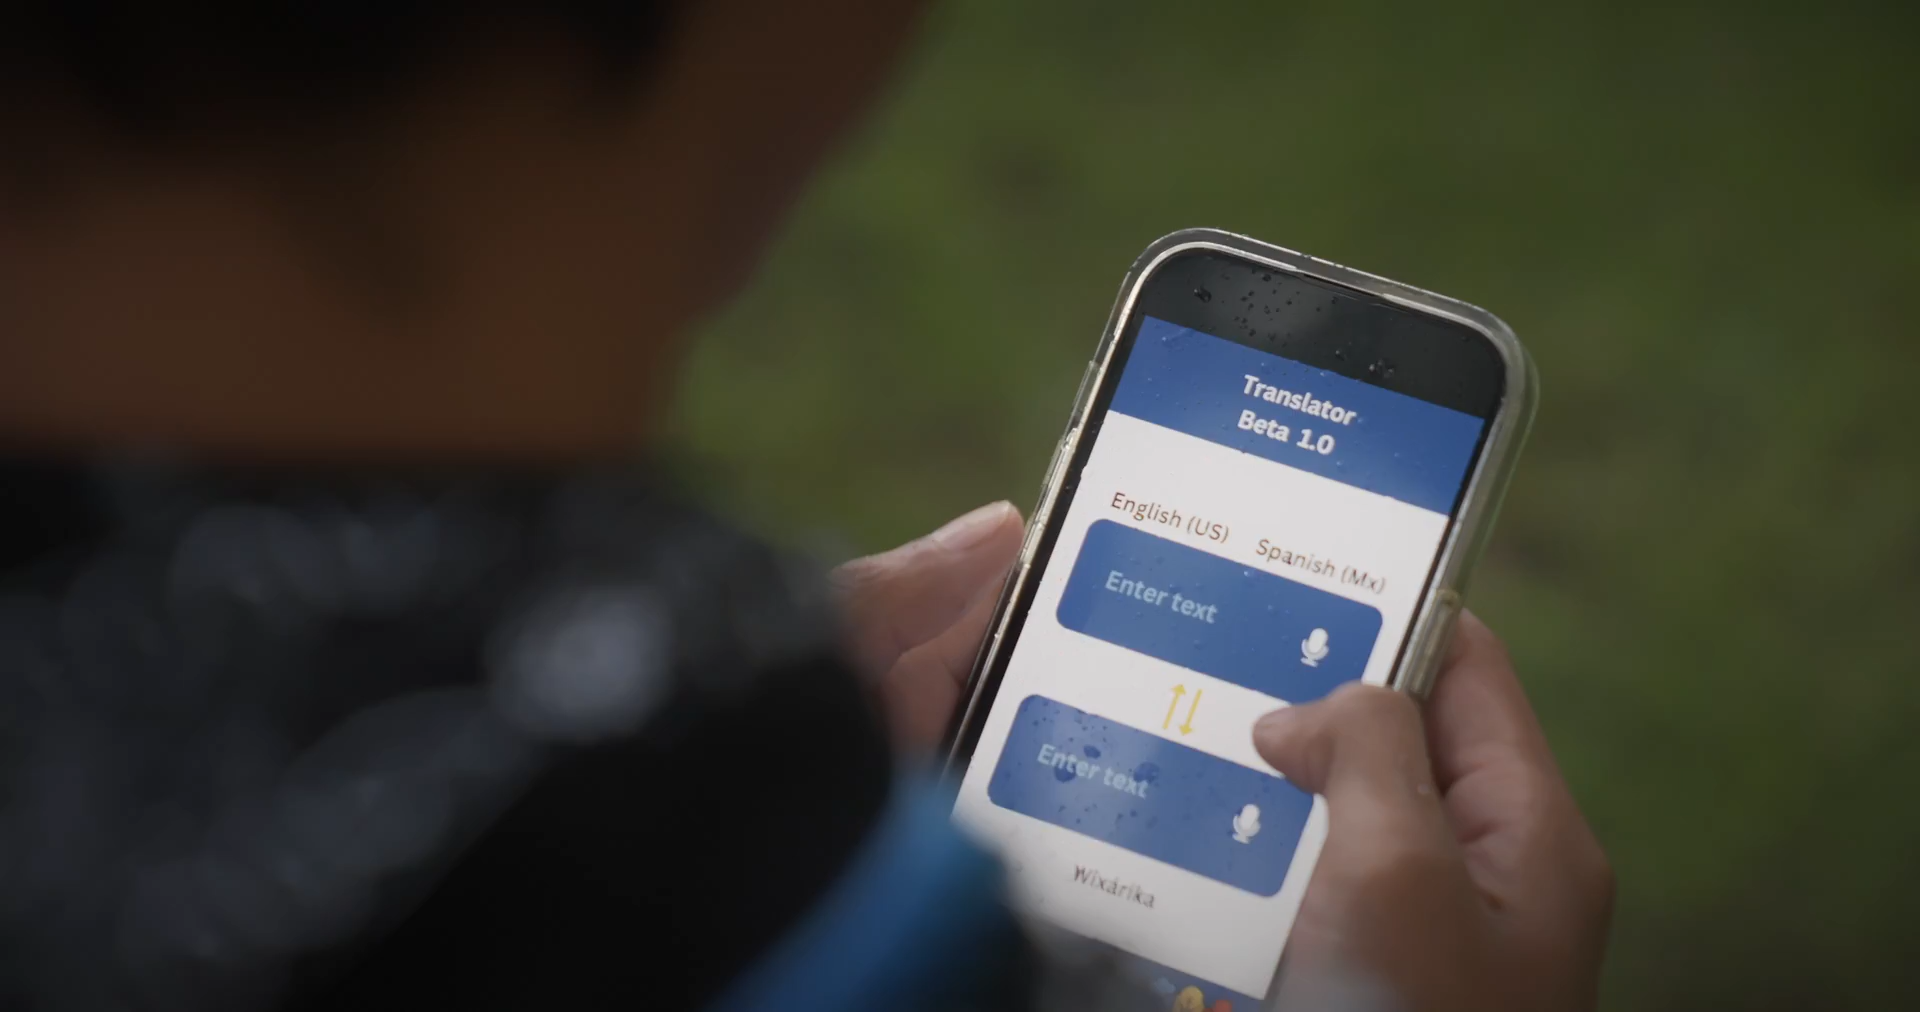 Translator
Beta 1.0
English (US) Spanish (Mx)
Enter text
Enter text
Wixárika